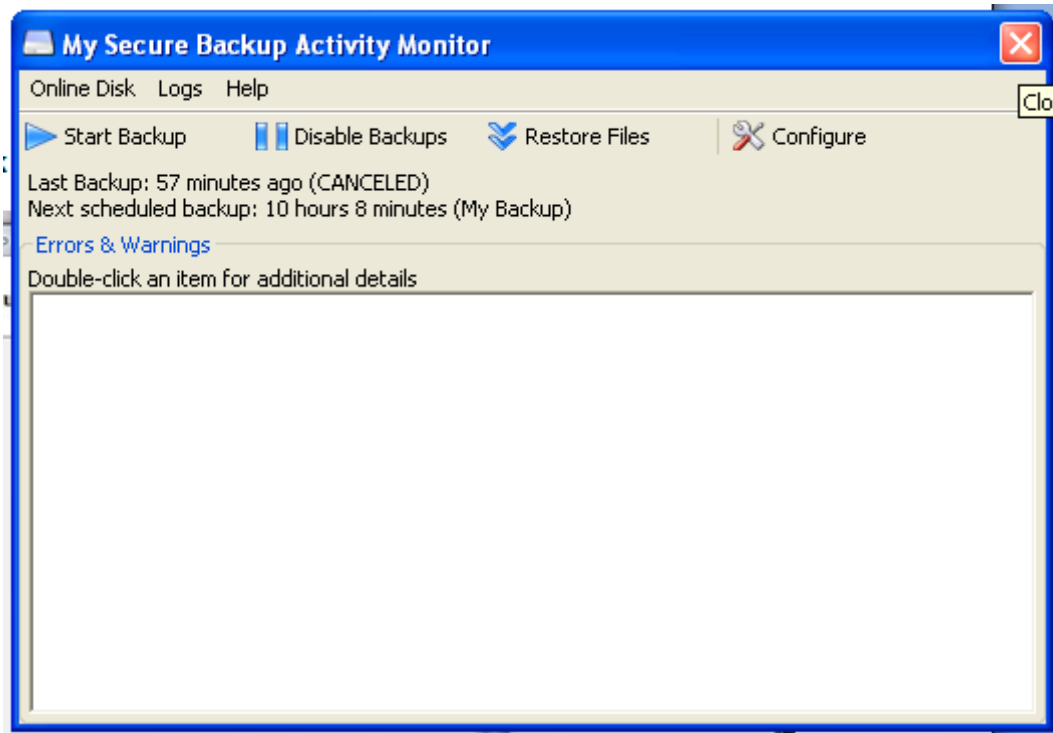 My Secure Backup Activity Monitor
Online Disk Logs Help
Clo
Start Backup Disable Backups Restore Files Configure
Last Backup: 57 minutes ago (CANCELED)
Next scheduled backup: 10 hours 8 minutes (My Backup)
Errors & Warnings
Double-click an item for additional details